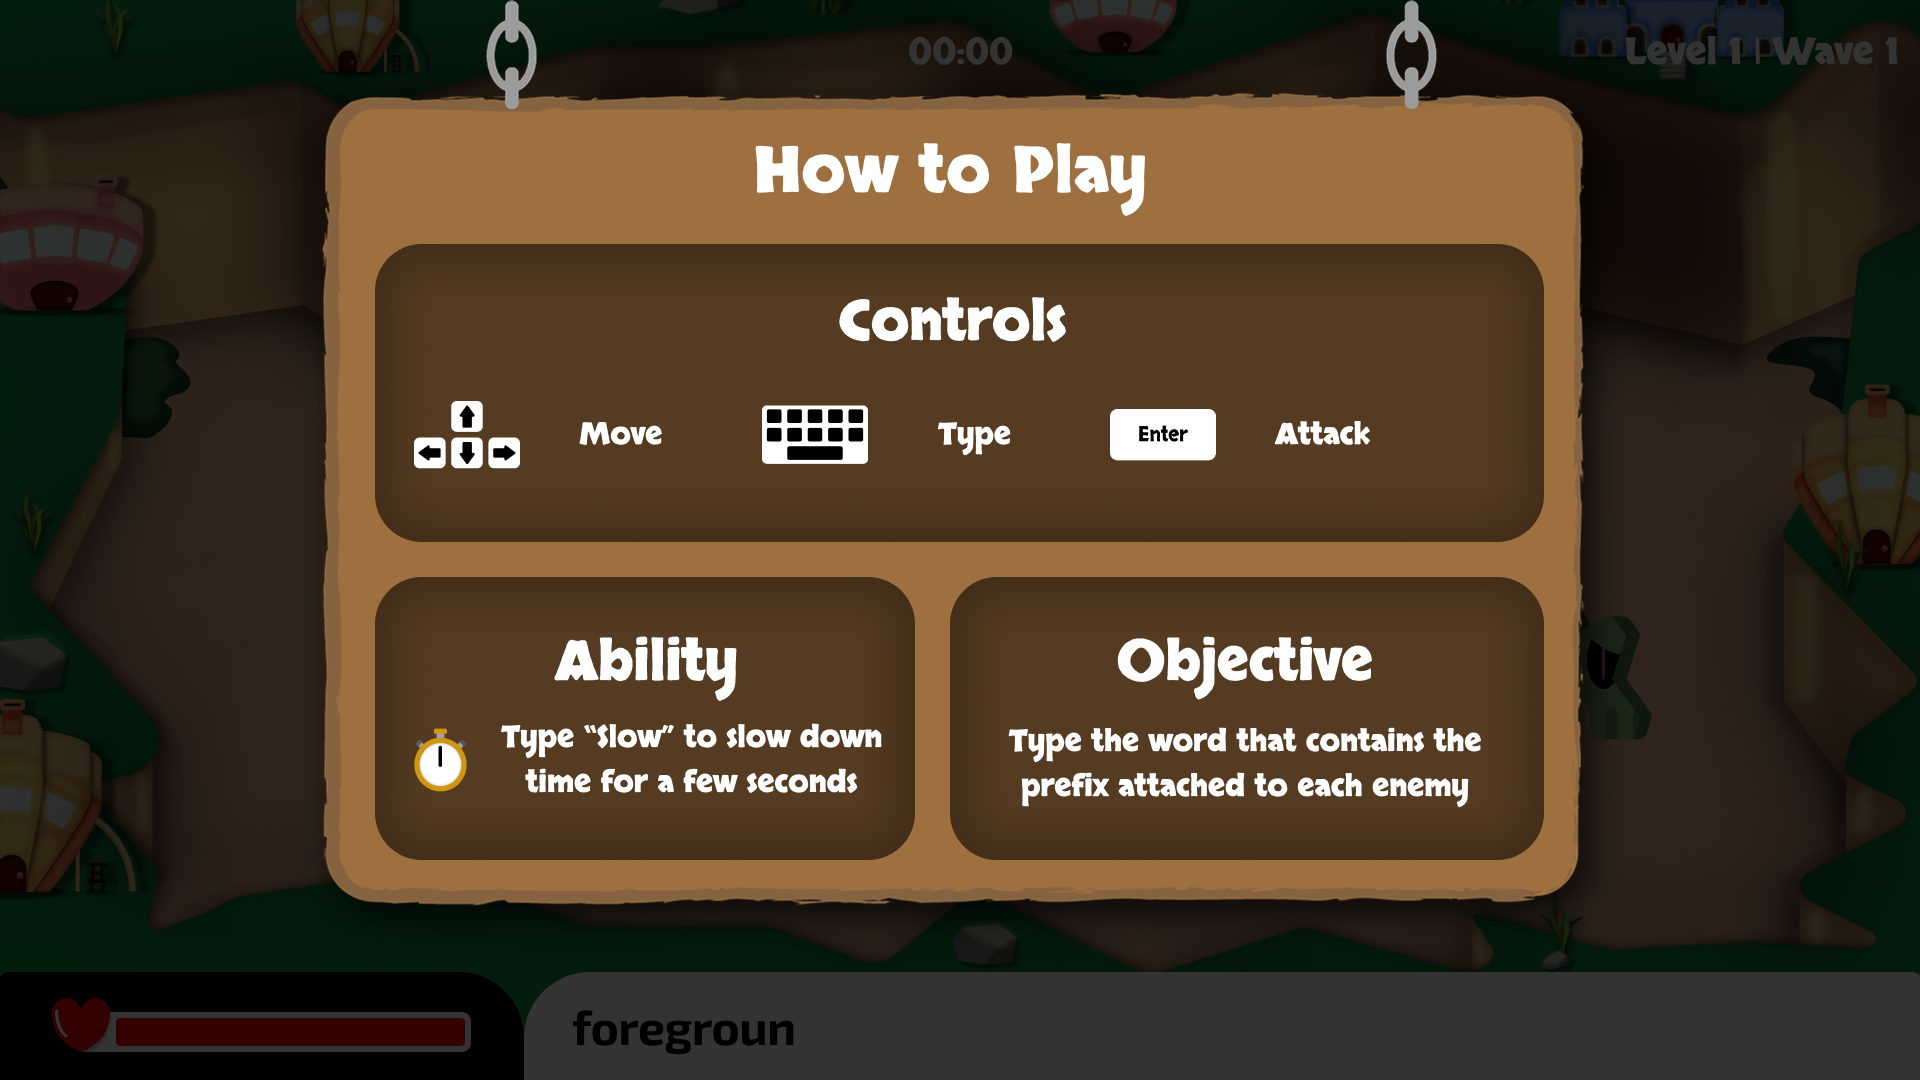 00:00
Level 1 | Wave 1
How to Play
Controls
Move
Type
Enter
Attack
Ability
Type “Slow” to slow down
time for a few seconds
Objective
Type the word that contains the
prefix attached to each enemy
foregroun